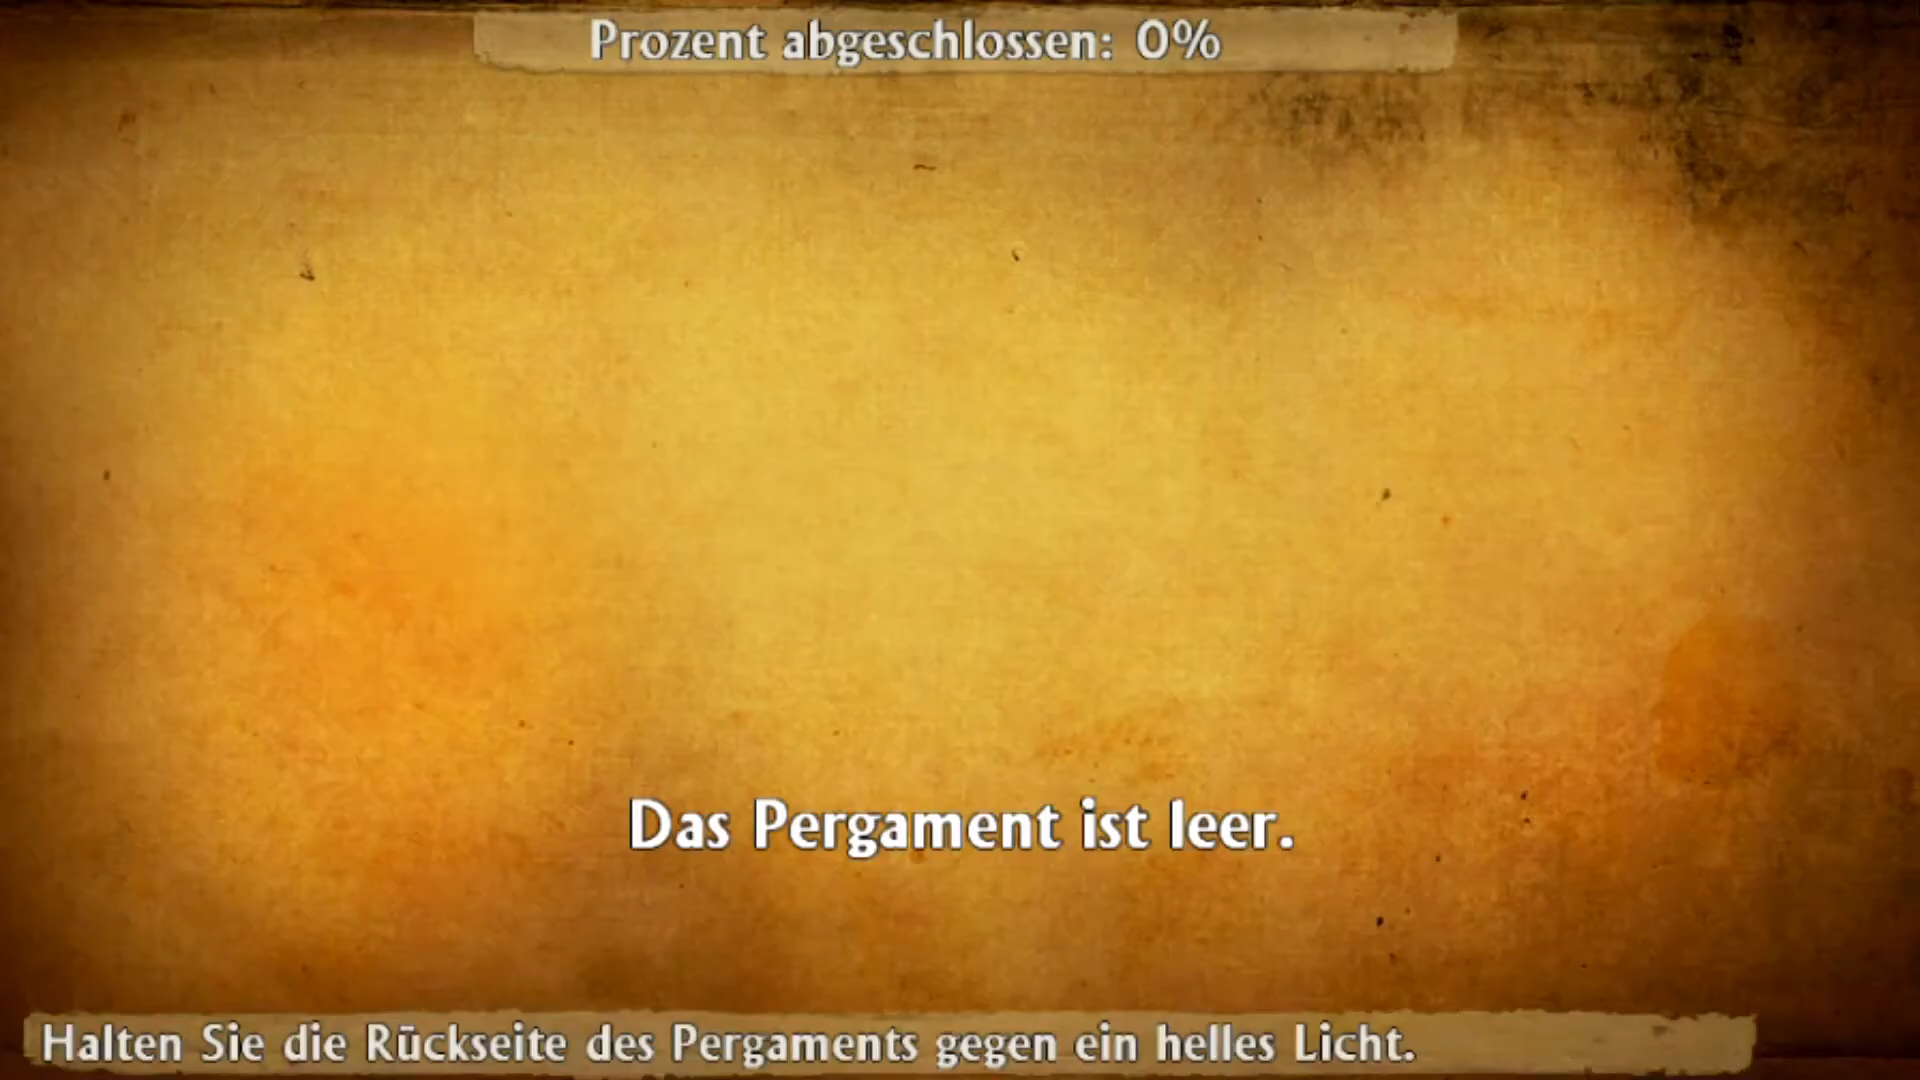 Prozent abgeschlossen: 0%
Das Pergament ist leer.
Halten Sie die Rückseite des Pergaments gegen ein helles Licht.